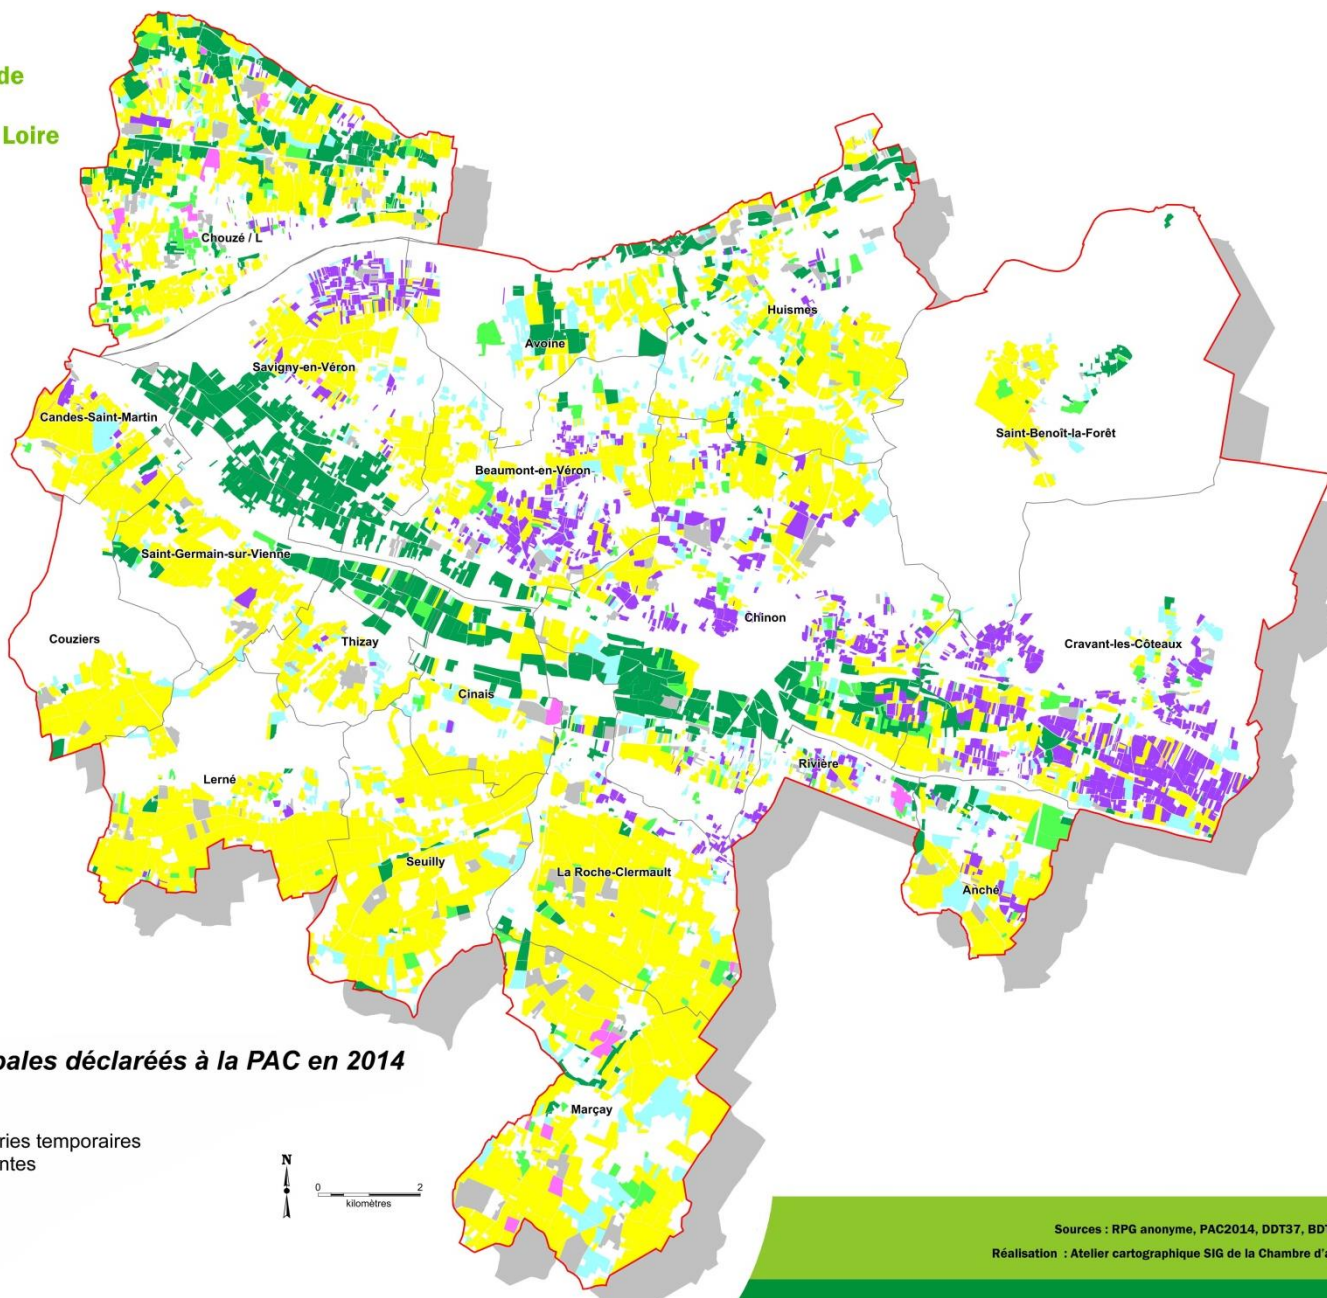 de
Loire
Chouzé / L
Huismes
Avoine
Savigny-en-Véron
Candes-Saint-Martin
Saint-Benoît-la-Forêt
Beaumont-en-Véron
Saint-Germain-sur-Vienne
Chinon
Couziers
Thizay
Cravant-les-Côteaux
Cinais
Rivière
Lerné
Seuilly
La Roche-Clermault
Anché
pales déclaréés à la PAC en 2014
Marçay
ries temporaires
ntes
N
0 2
kilomètres
Sources : RPG anonyme, PAC2014, DDT37, BDT
Réalisation : Atelier cartographique SIG de la Chambre d'a